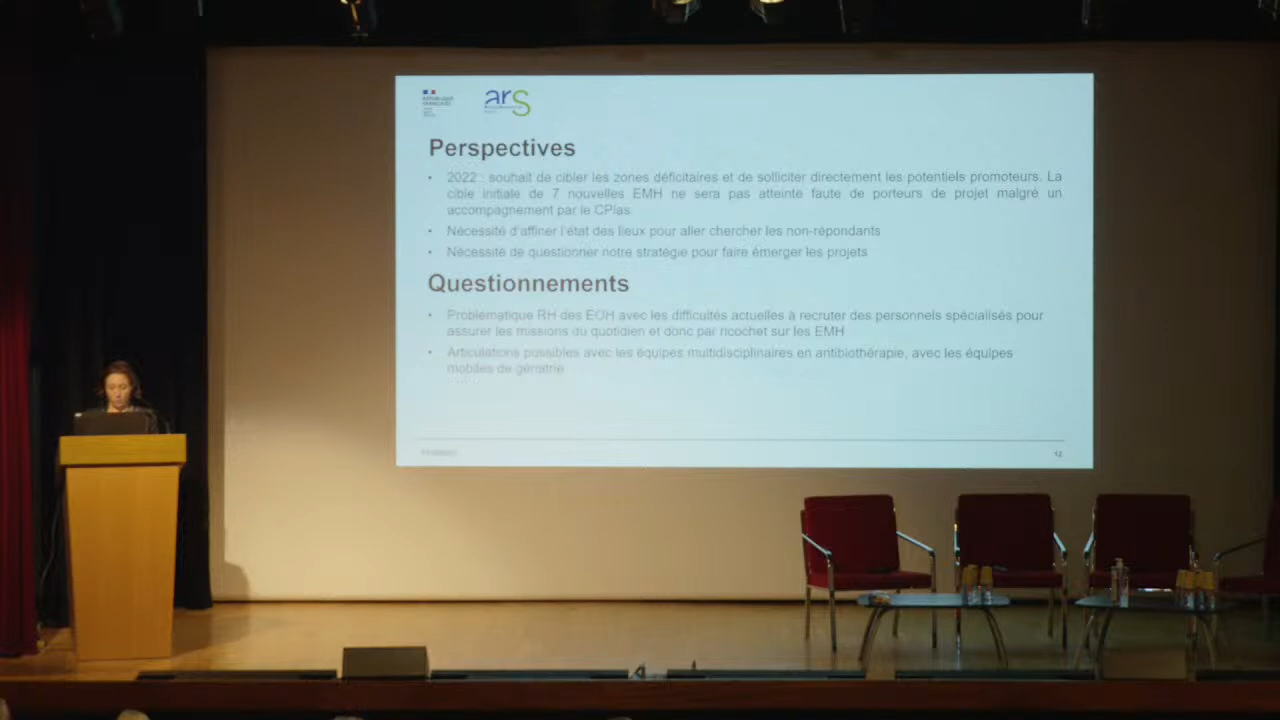 RÉPUBLIQUE
FRANÇAISE
ars
Perspectives
• 2022 : souhait de cibler les zones déficitaires et de solliciter directement les potentiels promoteurs. La
cible initiale de 7 nouvelles EMH ne sera pas atteinte faute de porteurs de projet malgré un
accompagnement par le CPias
• Nécessité d'affiner l'état des lieux pour aller chercher les non-répondants
• Nécessité de questionner notre stratégie pour faire émerger les projets
Questionnements
• Problématique RH des EOH avec les difficultés actuelles à recruter des personnels spécialisés pour
assurer les missions du quotidien et donc par ricochet sur les EMH
• Articulations possibles avec les équipes multidisciplinaires en antibiothérapie, avec les équipes
mobiles de gériatrie
12